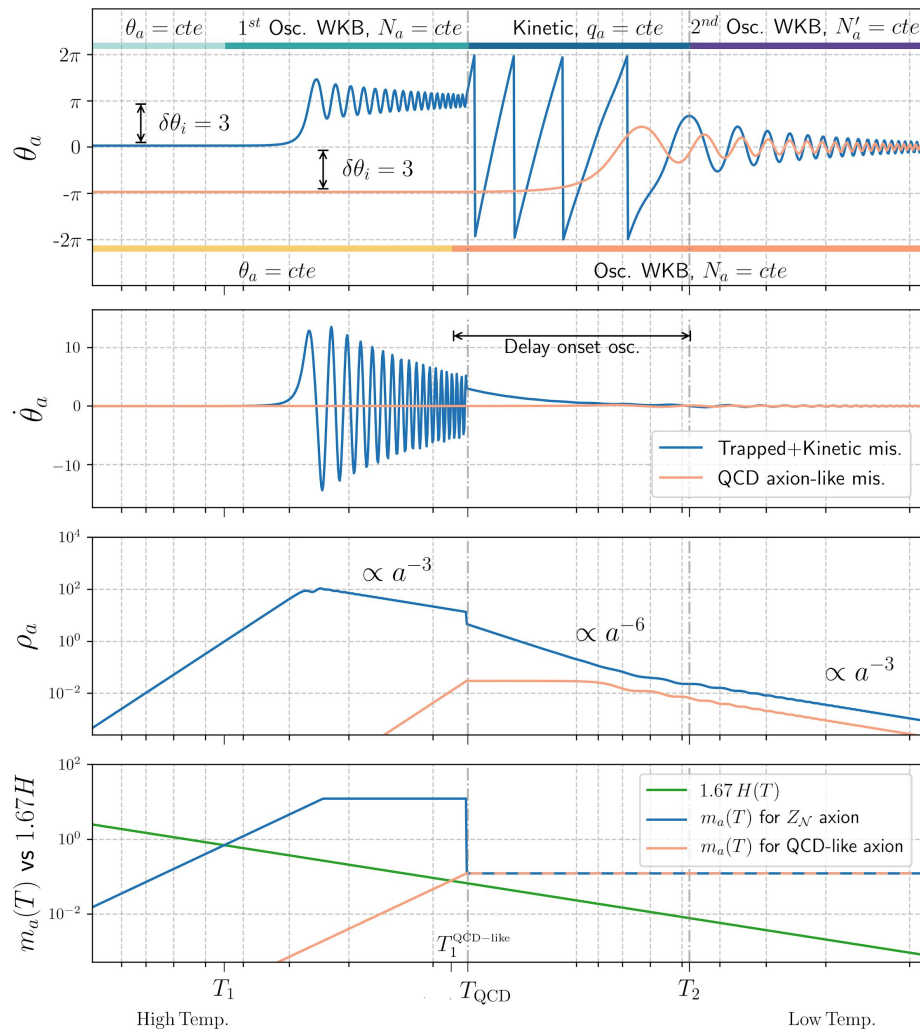 θ_a = cte 1^st Osc. WKB, N_a = cte Kinetic, q_a = cte 2^nd Osc. WKB, N'_a = cte
2π
π
0
-π
-2π
θ_a
δθ_i = 3
δθ_i = 3
θ_a = cte Osc. WKB, N_a = cte
10
0
−10
θ̇_a
Delay onset osc.
Trapped+Kinetic mis.
QCD axion-like mis.
10^4
10^2
10^0
10^−2
ρ_a
∝ a^−3
∝ a^−6
∝ a^−3
10^2
10^0
10^−2
m_a(T) vs 1.67H
1.67 H(T)
m_a(T) for Z_𝒩 axion
m_a(T) for QCD-like axion
T_1^QCD−like
T_1 T_QCD T_2
High Temp. Low Temp.